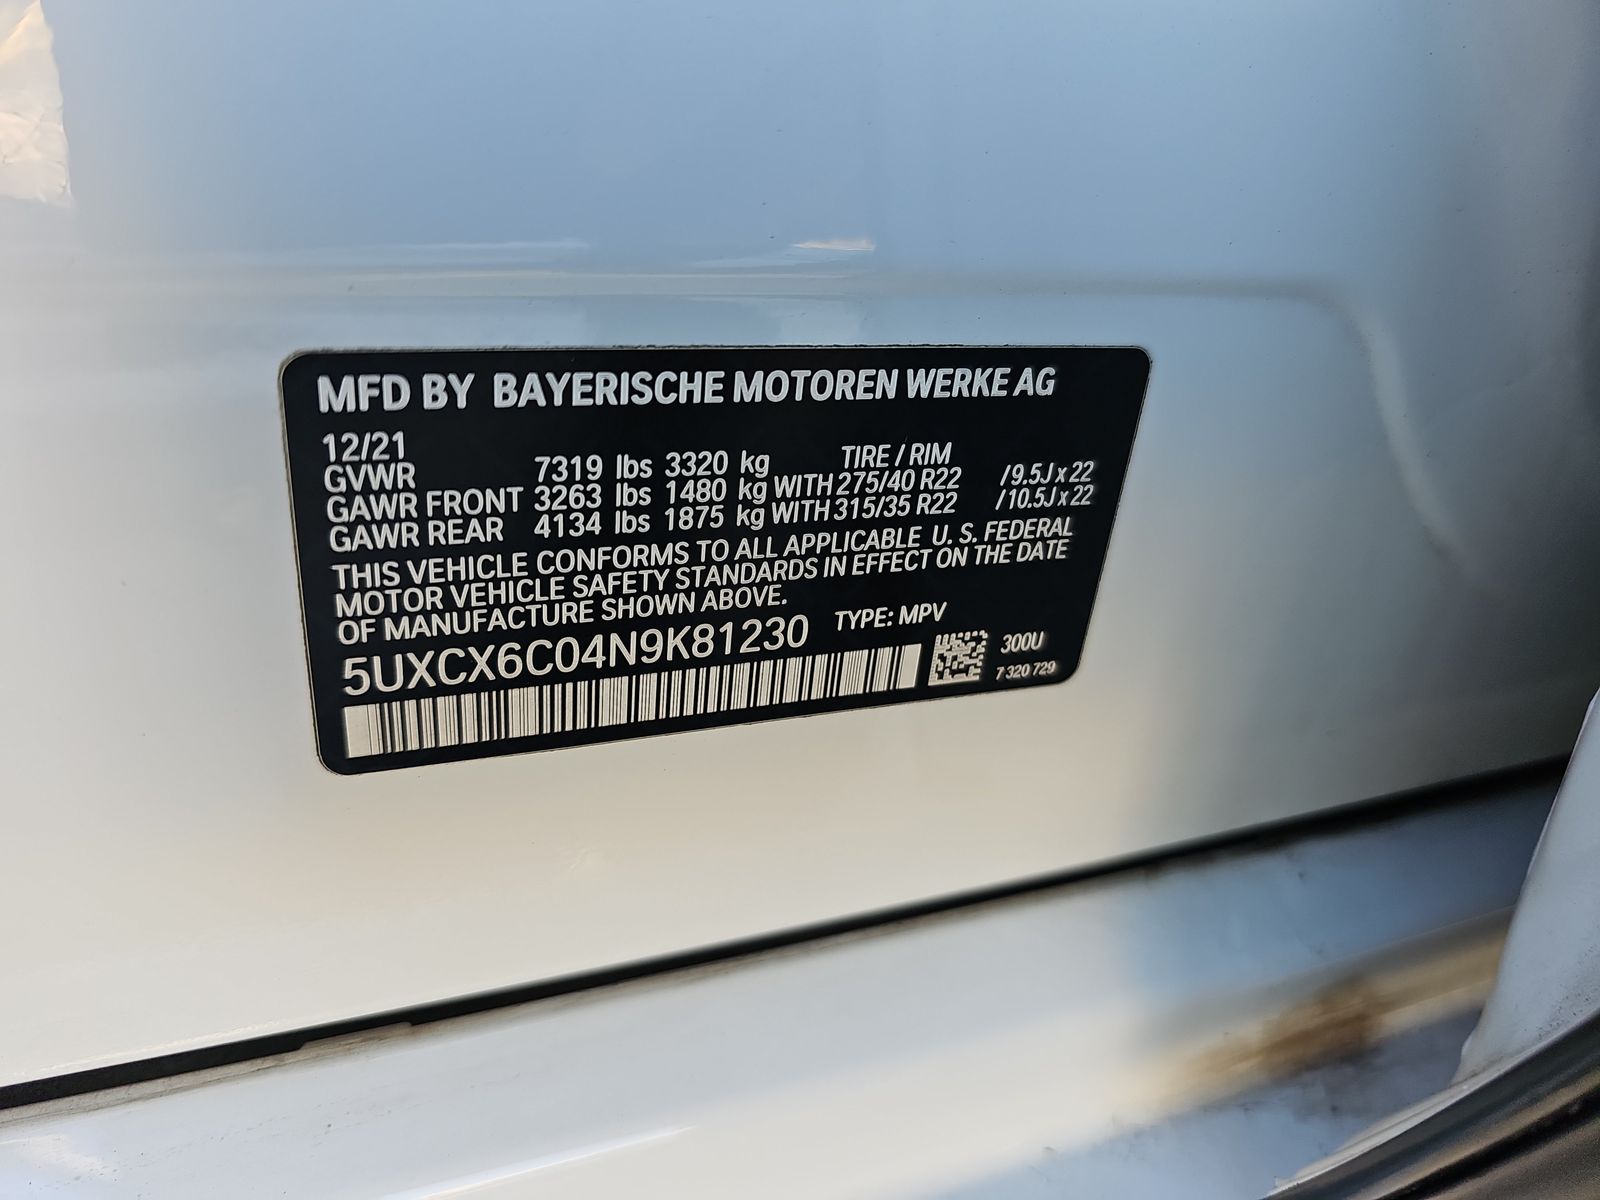 MFD BY BAYERISCHE MOTOREN WERKE AG
12/21
GVWR 7319 lbs 3320 kg TIRE / RIM
GAWR FRONT 3263 lbs 1480 kg WITH 275/40 R22 /9.5J x 22
GAWR REAR 4134 lbs 1875 kg WITH 315/35 R22 /10.5J x 22
THIS VEHICLE CONFORMS TO ALL APPLICABLE U. S. FEDERAL
MOTOR VEHICLE SAFETY STANDARDS IN EFFECT ON THE DATE
OF MANUFACTURE SHOWN ABOVE.
5UXCX6C04N9K81230 TYPE: MPV
300U
7 320 729